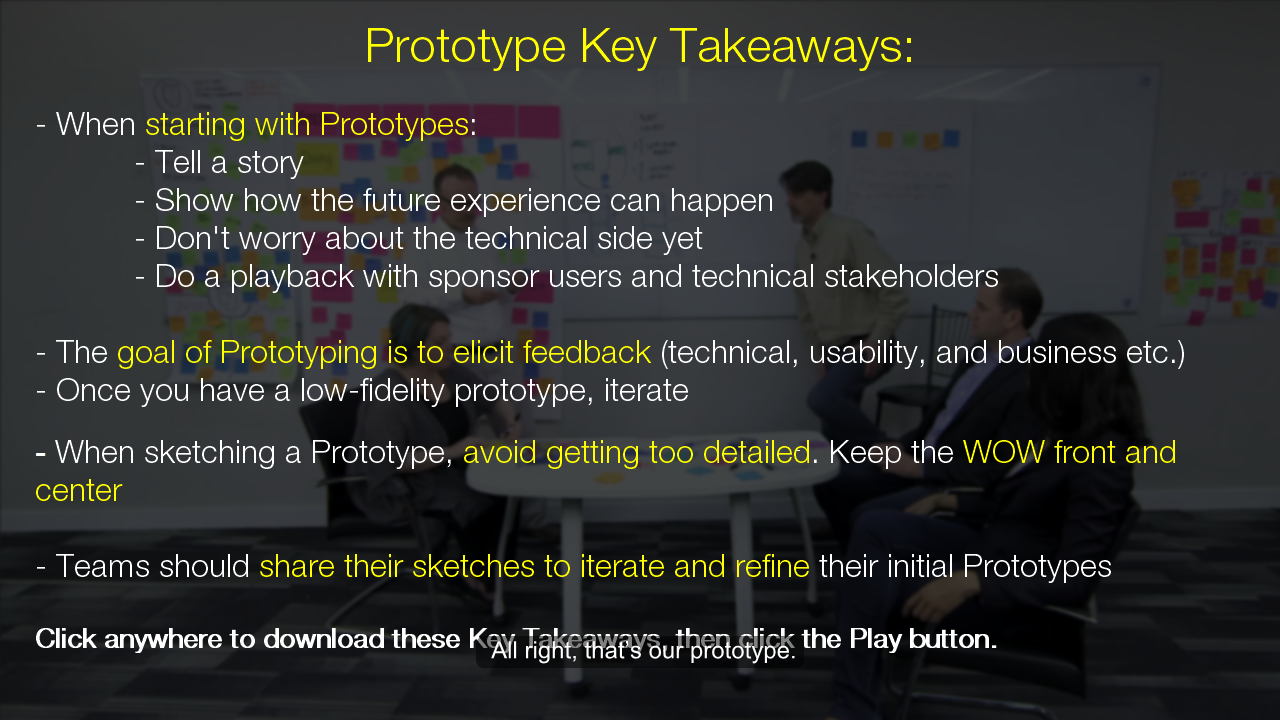 Prototype Key Takeaways:
- When starting with Prototypes:
- Tell a story
- Show how the future experience can happen
- Don't worry about the technical side yet
- Do a playback with sponsor users and technical stakeholders
- The goal of Prototyping is to elicit feedback (technical, usability, and business etc.)
- Once you have a low-fidelity prototype, iterate
- When sketching a Prototype, avoid getting too detailed. Keep the WOW front and
center
- Teams should share their sketches to iterate and refine their initial Prototypes
Click anywhere to download these Key Takeaways, then click the Play button.
All right, that's our prototype.